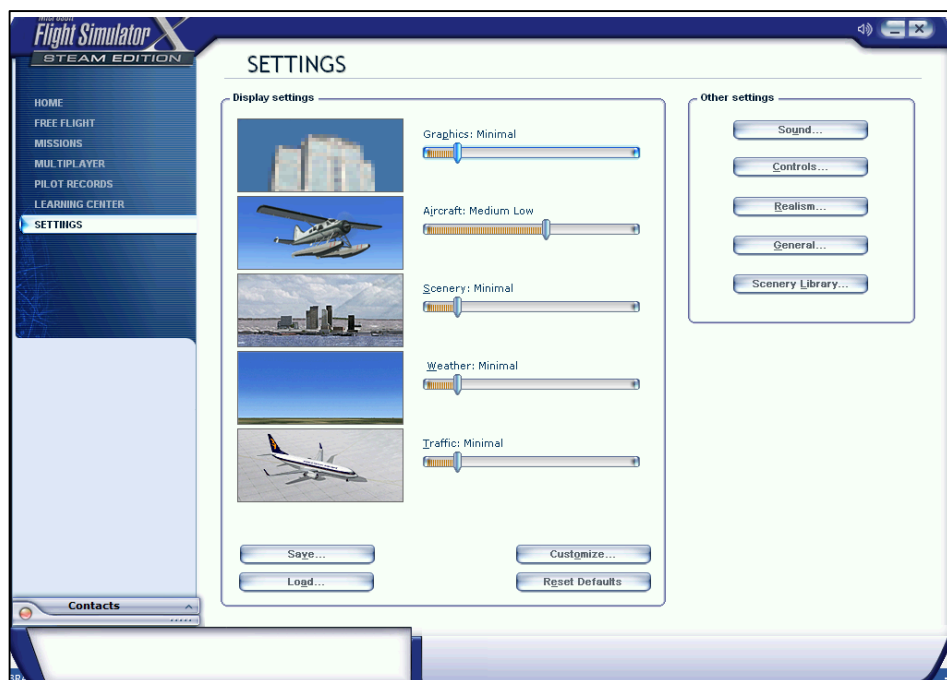 Microsoft
Flight Simulator X
STEAM EDITION
SETTINGS
HOME
FREE FLIGHT
MISSIONS
MULTIPLAYER
PILOT RECORDS
LEARNING CENTER
SETTINGS
Display settings
Graphics: Minimal
Aircraft: Medium Low
Scenery: Minimal
Weather: Minimal
Traffic: Minimal
Save...
Customize...
Load...
Reset Defaults
Other settings
Sound...
Controls...
Realism...
General...
Scenery Library...
Contacts